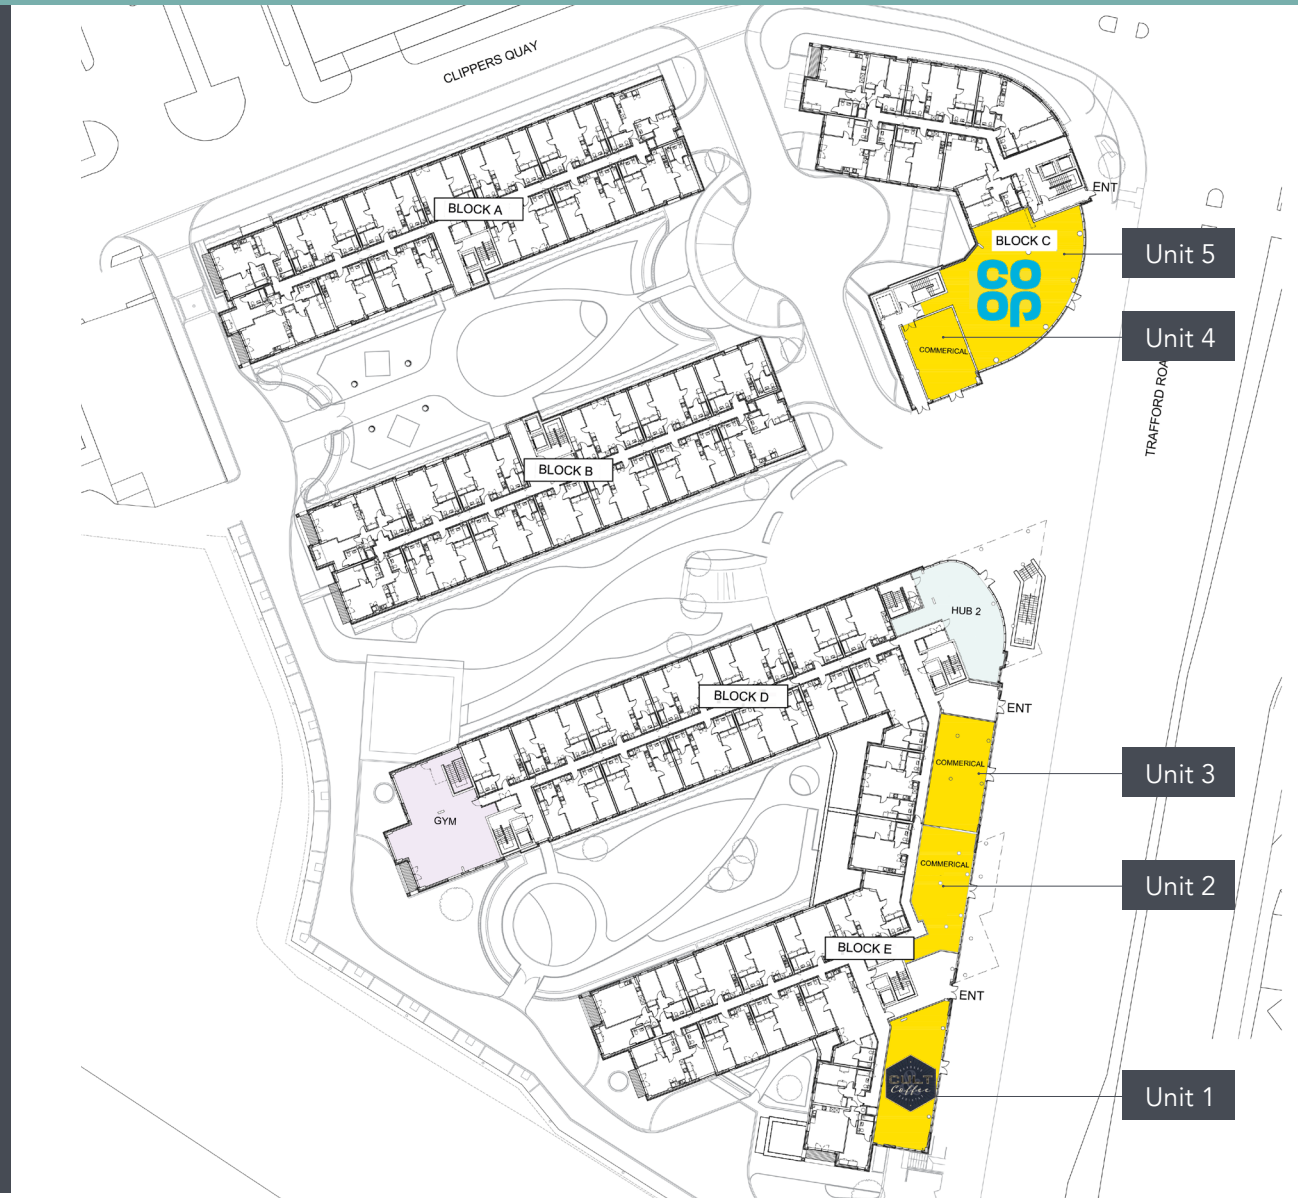 CLIPPERS QUAY
ENT
BLOCK A
BLOCK C
Unit 5
CO
OP
Unit 4
COMMERICAL
TRAFFORD ROA
BLOCK B
HUB 2
BLOCK D
ENT
COMMERICAL
Unit 3
GYM
COMMERICAL
Unit 2
BLOCK E
ENT
Coffee
Unit 1